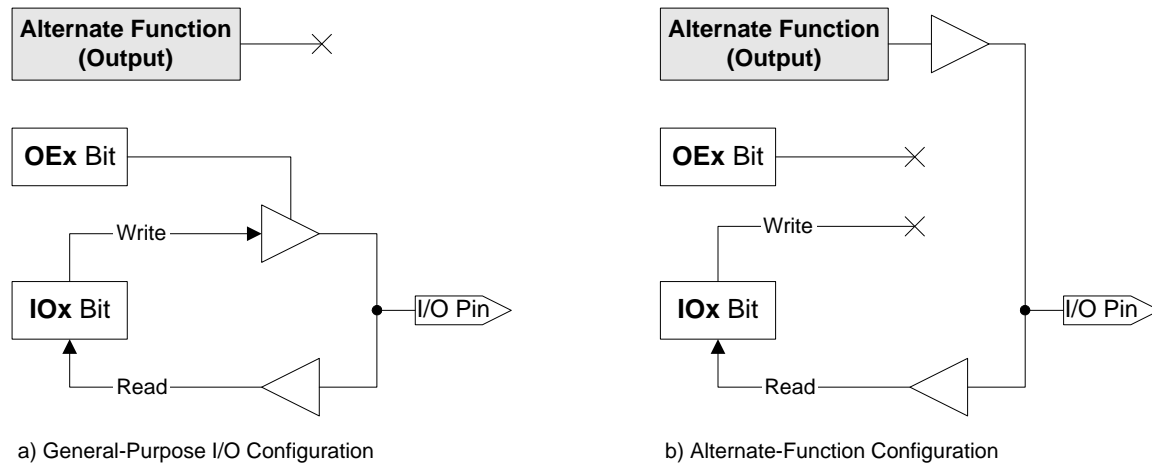 Alternate Function
(Output)
OEx Bit
Write
IOx Bit
I/O Pin
Read
a) General-Purpose I/O Configuration
Alternate Function
(Output)
OEx Bit
Write
IOx Bit
I/O Pin
Read
b) Alternate-Function Configuration